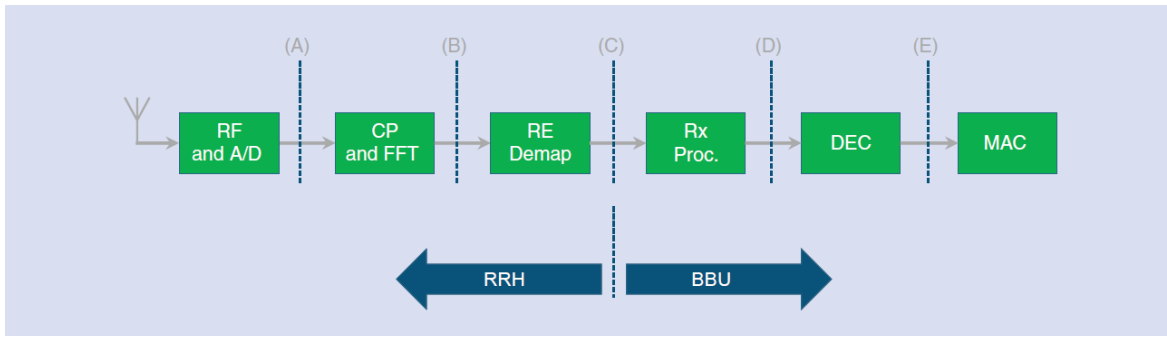 (A) (B) (C) (D) (E)
RF
and A/D
CP
and FFT
RE
Demap
Rx
Proc.
DEC
MAC
RRH
BBU